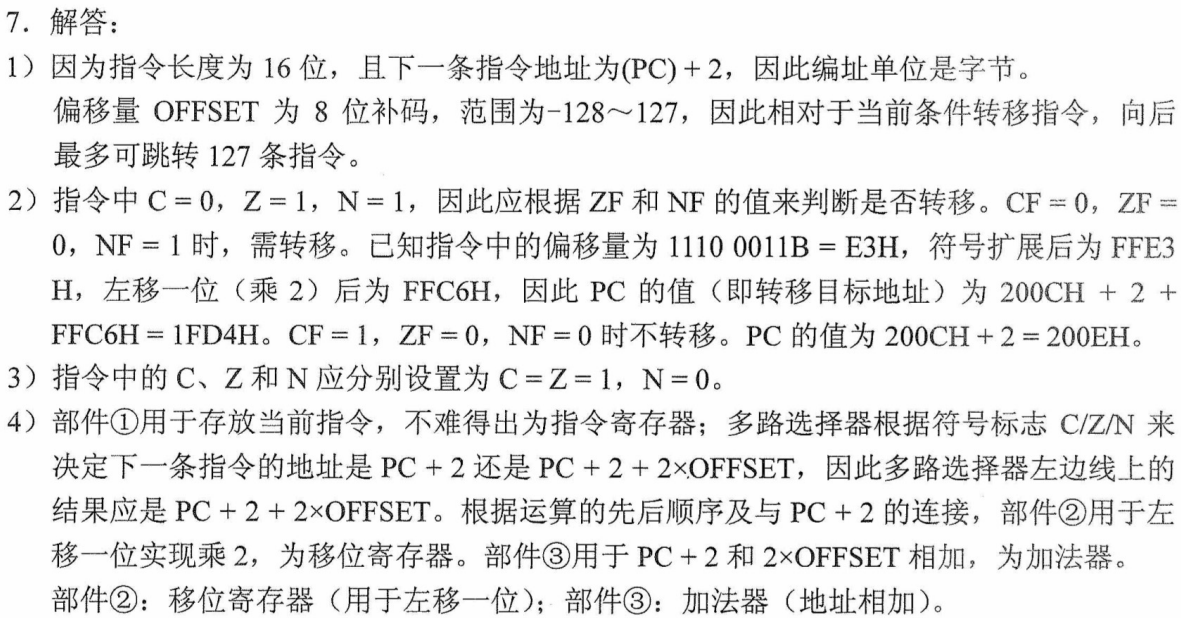 7. 解答：
1）因为指令长度为 16 位，且下一条指令地址为(PC) + 2，因此编址单位是字节。
偏移量 OFFSET 为 8 位补码，范围为-128～127，因此相对于当前条件转移指令，向后
最多可跳转 127 条指令。
2）指令中 C = 0，Z = 1，N = 1，因此应根据 ZF 和 NF 的值来判断是否转移。CF = 0，ZF =
0，NF = 1 时，需转移。已知指令中的偏移量为 1110 0011B = E3H，符号扩展后为 FFE3
H，左移一位（乘 2）后为 FFC6H，因此 PC 的值（即转移目标地址）为 200CH + 2 +
FFC6H = 1FD4H。CF = 1，ZF = 0，NF = 0 时不转移。PC 的值为 200CH + 2 = 200EH。
3）指令中的 C、Z 和 N 应分别设置为 C = Z = 1，N = 0。
4）部件①用于存放当前指令，不难得出为指令寄存器；多路选择器根据符号标志 C/Z/N 来
决定下一条指令的地址是 PC + 2 还是 PC + 2 + 2×OFFSET，因此多路选择器左边线上的
结果应是 PC + 2 + 2×OFFSET。根据运算的先后顺序及与 PC + 2 的连接，部件②用于左
移一位实现乘 2，为移位寄存器。部件③用于 PC + 2 和 2×OFFSET 相加，为加法器。
部件②：移位寄存器（用于左移一位）；部件③：加法器（地址相加）。